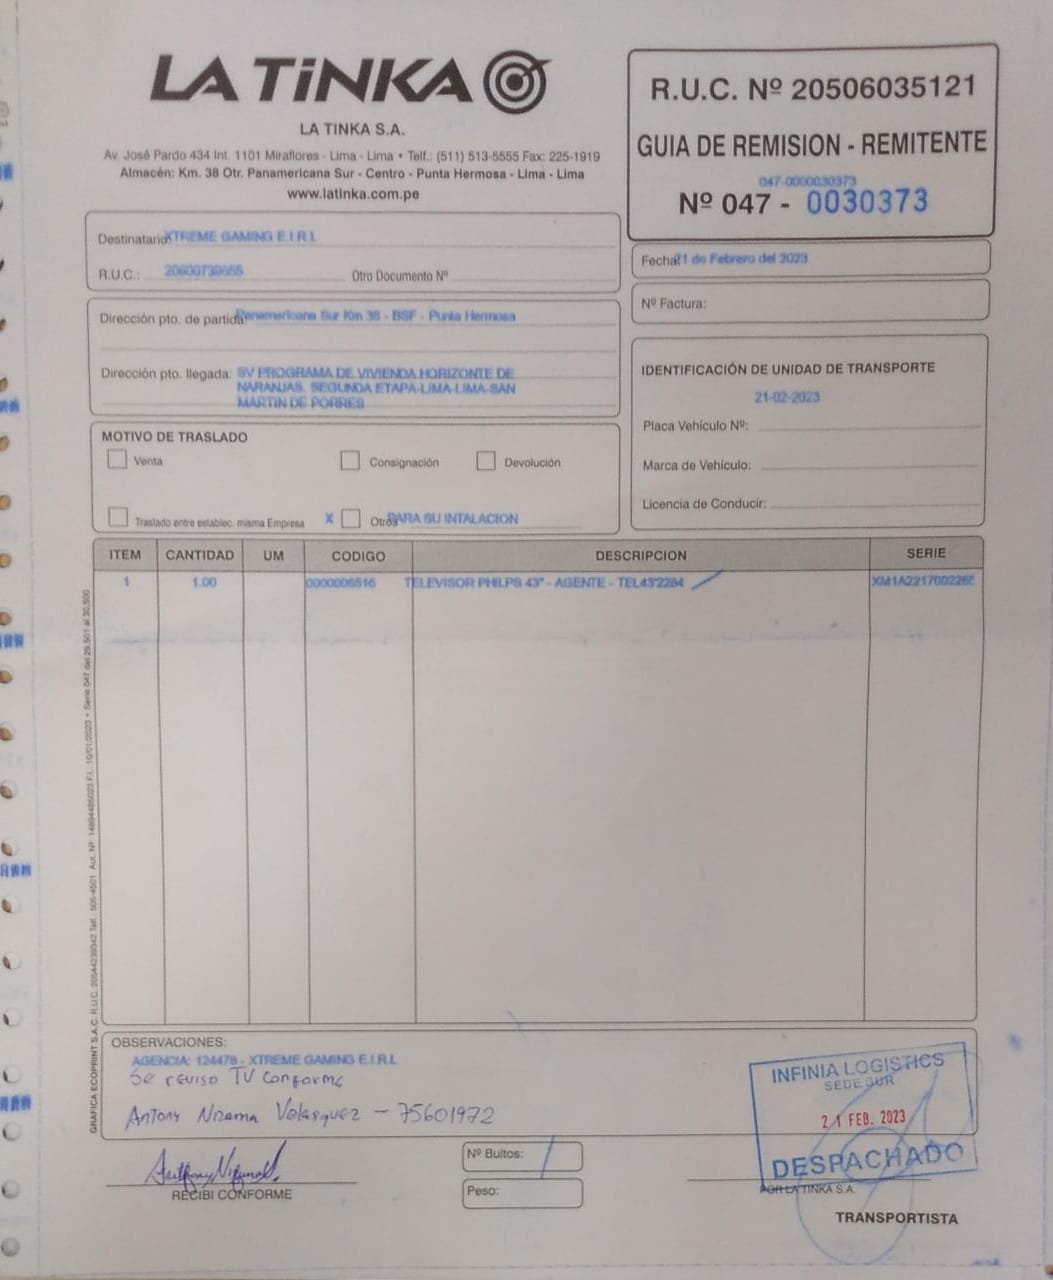 LA TiNKA
LA TINKA S.A.
Av. José Pardo 434 Int. 1101 Miraflores - Lima - Lima • Telf.: (511) 513-5555 Fax: 225-1919
Almacén: Km. 38 Otr. Panamericana Sur - Centro - Punta Hermosa - Lima - Lima
www.latinka.com.pe
R.U.C. Nº 20506035121
GUIA DE REMISION - REMITENTE
047-0000030373
Nº 047 - 0030373
Destinatario: XTREME GAMING E.I.R.L
R.U.C.: Otro Documento Nº
Fecha: 21 de Febrero del 2023
Nº Factura:
Dirección pto. de partida: Panamericana Sur Km 38 - BSF - Punta Hermosa
Dirección pto. llegada: SV PROGRAMA DE VIVIENDA HORIZONTE DE
NARANJAS. SEGUNDA ETAPA-LIMA-LIMA-SAN
MARTIN DE PORRES
IDENTIFICACIÓN DE UNIDAD DE TRANSPORTE
21-02-2023
Placa Vehículo Nº:
Marca de Vehículo:
Licencia de Conducir:
MOTIVO DE TRASLADO
Venta Consignación Devolución
Traslado entre establec. misma Empresa X Otros PARA SU INTALACION
ITEM CANTIDAD UM CODIGO DESCRIPCION SERIE
1 1.00 0000006516 TELEVISOR PHILPS 43" - AGENTE - TEL43'2284 XM1A2217002265
GRAFICA ECOPRINT S.A.C. R.U.C. Telf.: 505-4501 Aut. Nº: F.I.: 10/01/2023 • Serie 047 del 29,501 al 30,500
OBSERVACIONES:
AGENCIA: 124478 - XTREME GAMING E.I.R.L
Se reviso TV conforme
Antony Velasquez - 75601972
RECIBI CONFORME
Nº Bultos: 1
Peso:
INFINIA LOGISTICS
SEDE SUR
21 FEB. 2023
DESPACHADO
POR LA TINKA S.A.
TRANSPORTISTA